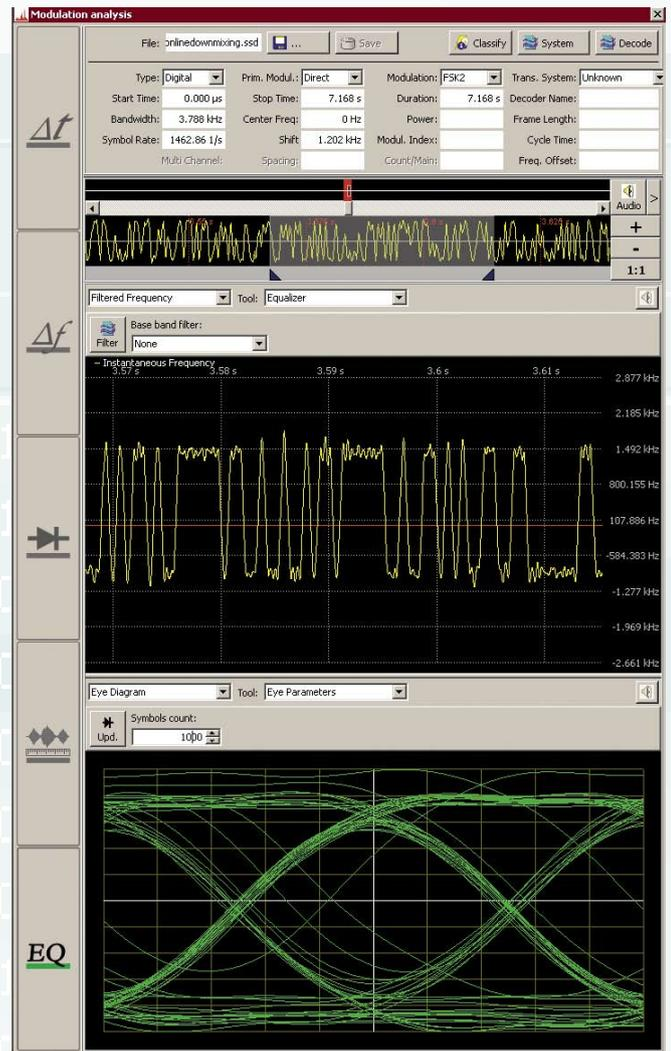 Modulation analysis
File: onlinedownmixing.ssd ... Save Classify System Decode
Type: Digital Prim. Modul.: Direct Modulation: FSK2 Trans. System: Unknown
Start Time: 0.000 µs Stop Time: 7.168 s Duration: 7.168 s Decoder Name:
Bandwidth: 3.788 kHz Center Freq: 0 Hz Power: Frame Length:
Symbol Rate: 1462.86 1/s Shift 1.202 kHz Modul. Index: Cycle Time:
Multi Channel: Spacing: Count/Main: Freq. Offset:
Δt
Audio >
+
-
1:1
Filtered Frequency Tool: Equalizer
Δf
Filter Base band filter:
None
Instantaneous Frequency
3.57 s 3.58 s 3.59 s 3.6 s 3.61 s
2.877 kHz
2.185 kHz
1.492 kHz
800.155 Hz
107.886 kHz
-584.383 Hz
-1.277 kHz
-1.969 kHz
-2.661 kHz
Eye Diagram Tool: Eye Parameters
Upd. Symbols count:
1000
EQ